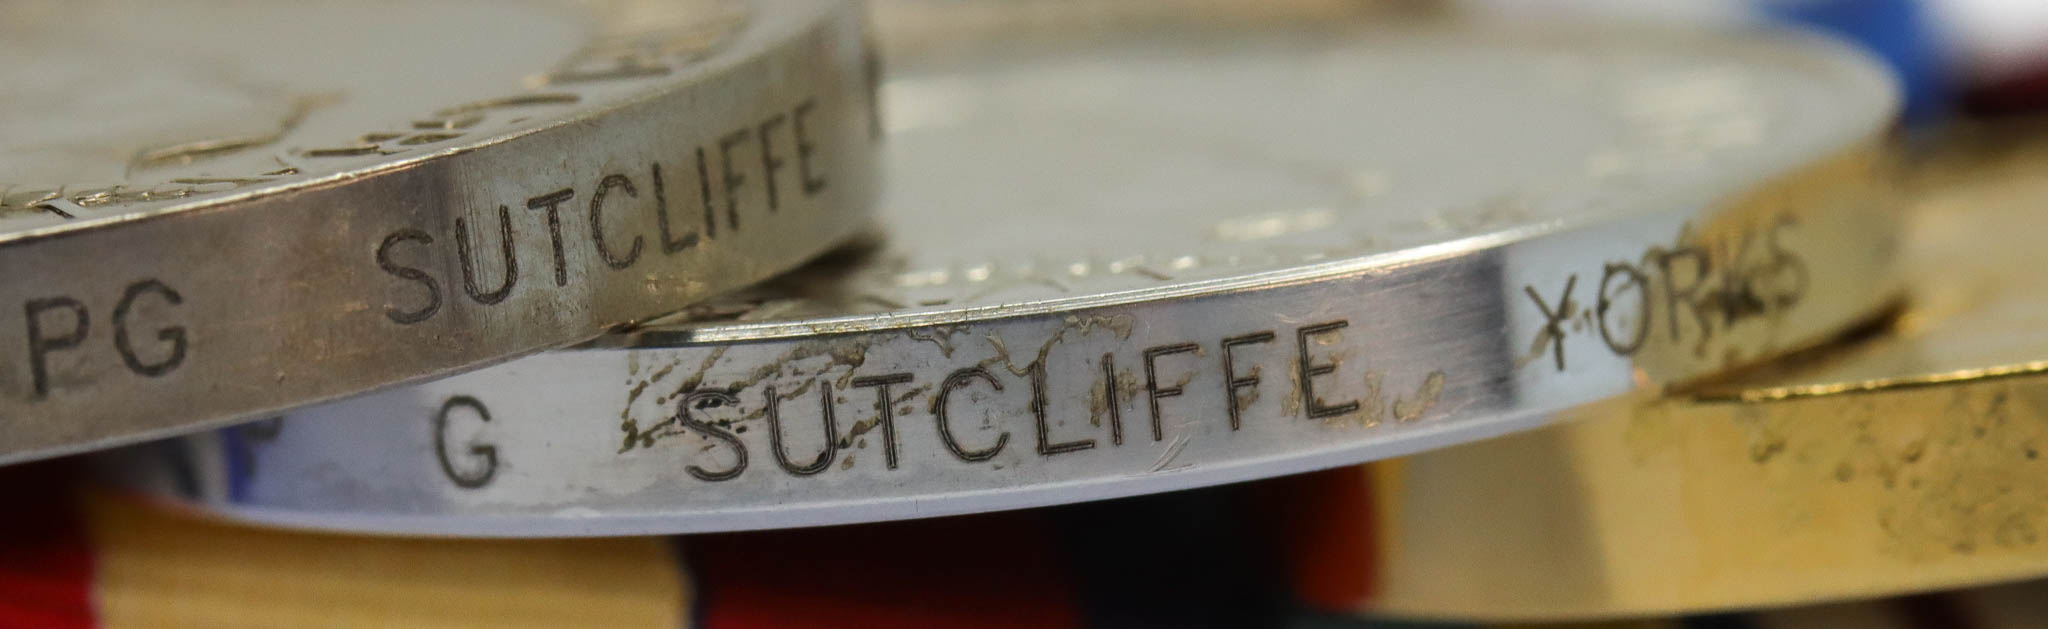 PG SUTCLIFFE
G SUTCLIFFE YORKS